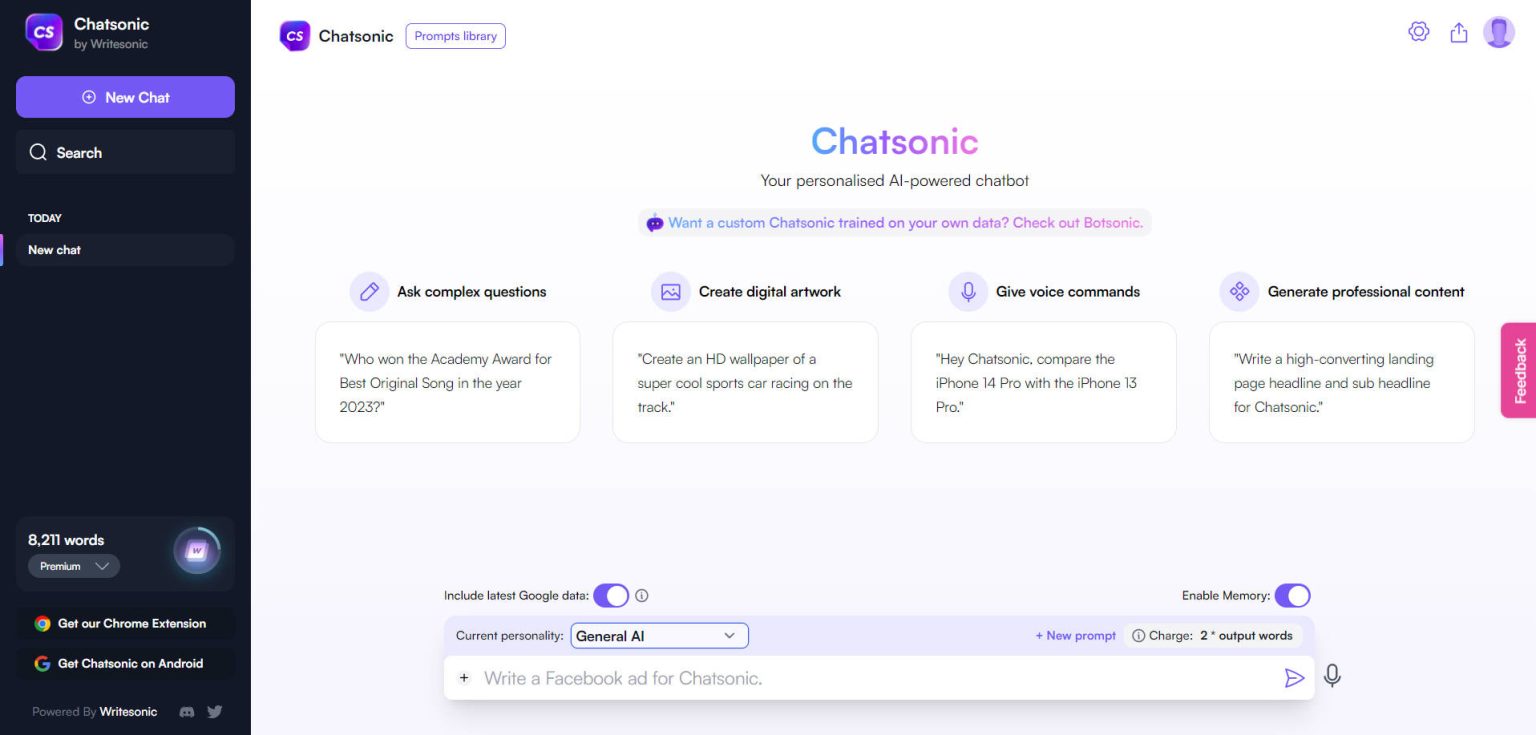 CS
Chatsonic
by Writesonic
New Chat
Search
TODAY
New chat
8,211 words
W
Premium
Get our Chrome Extension
Get Chatsonic on Android
Powered By Writesonic
CS
Chatsonic
Prompts library
Chatsonic
Your personalised AI-powered chatbot
Want a custom Chatsonic trained on your own data? Check out Botsonic.
Ask complex questions
"Who won the Academy Award for
Best Original Song in the year
2023?"
Create digital artwork
"Create an HD wallpaper of a
super cool sports car racing on the
track."
Give voice commands
"Hey Chatsonic, compare the
iPhone 14 Pro with the iPhone 13
Pro."
Generate professional content
"Write a high-converting landing
page headline and sub headline
for Chatsonic."
Feedback
Include latest Google data:
Enable Memory:
Current personality: General AI
+ New prompt
Charge: 2 * output words
+ Write a Facebook ad for Chatsonic.